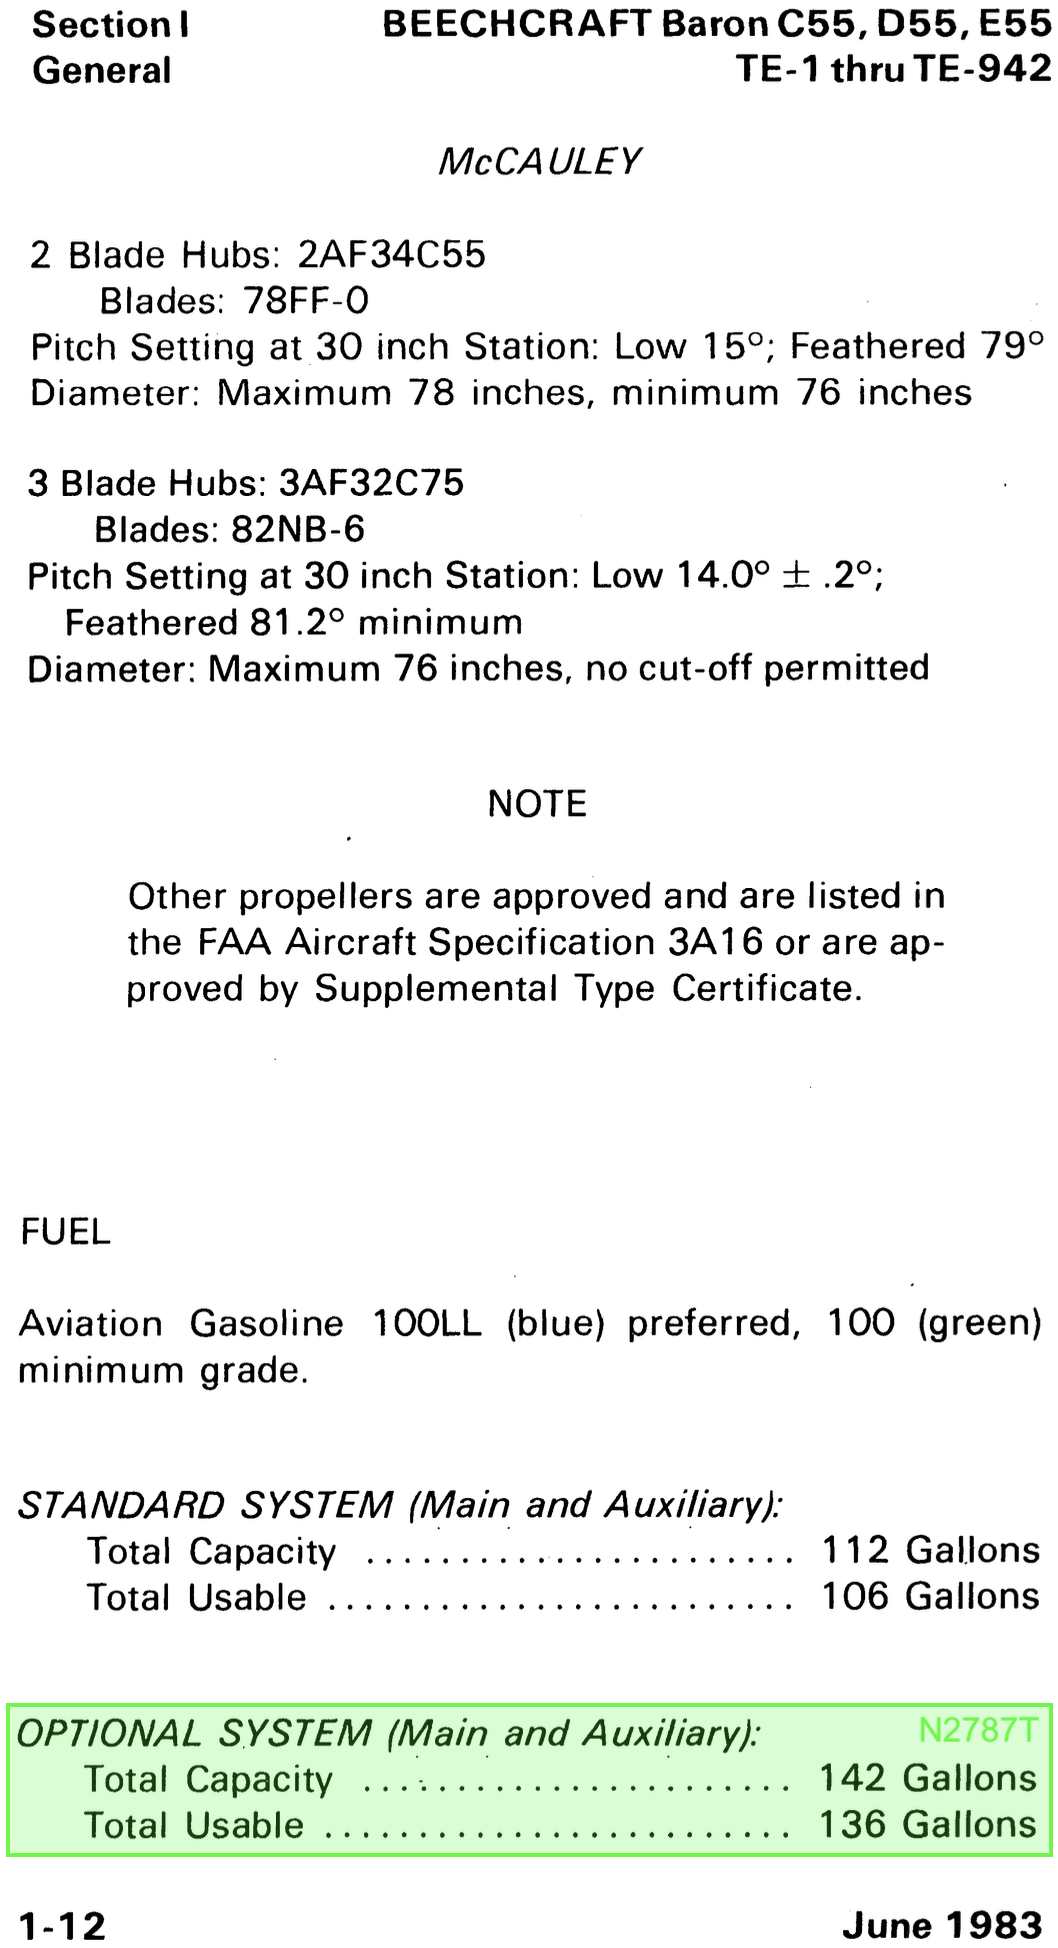 Section I BEECHCRAFT Baron C55, D55, E55
General TE-1 thru TE-942
McCAULEY
2 Blade Hubs: 2AF34C55
Blades: 78FF-0
Pitch Setting at 30 inch Station: Low 15°; Feathered 79°
Diameter: Maximum 78 inches, minimum 76 inches
3 Blade Hubs: 3AF32C75
Blades: 82NB-6
Pitch Setting at 30 inch Station: Low 14.0° ± .2°;
Feathered 81.2° minimum
Diameter: Maximum 76 inches, no cut-off permitted
NOTE
Other propellers are approved and are listed in
the FAA Aircraft Specification 3A16 or are ap-
proved by Supplemental Type Certificate.
FUEL
Aviation Gasoline 100LL (blue) preferred, 100 (green)
minimum grade.
STANDARD SYSTEM (Main and Auxiliary):
Total Capacity ....................... 112 Gallons
Total Usable ......................... 106 Gallons
OPTIONAL SYSTEM (Main and Auxiliary): N2787T
Total Capacity ....................... 142 Gallons
Total Usable ......................... 136 Gallons
1-12 June 1983